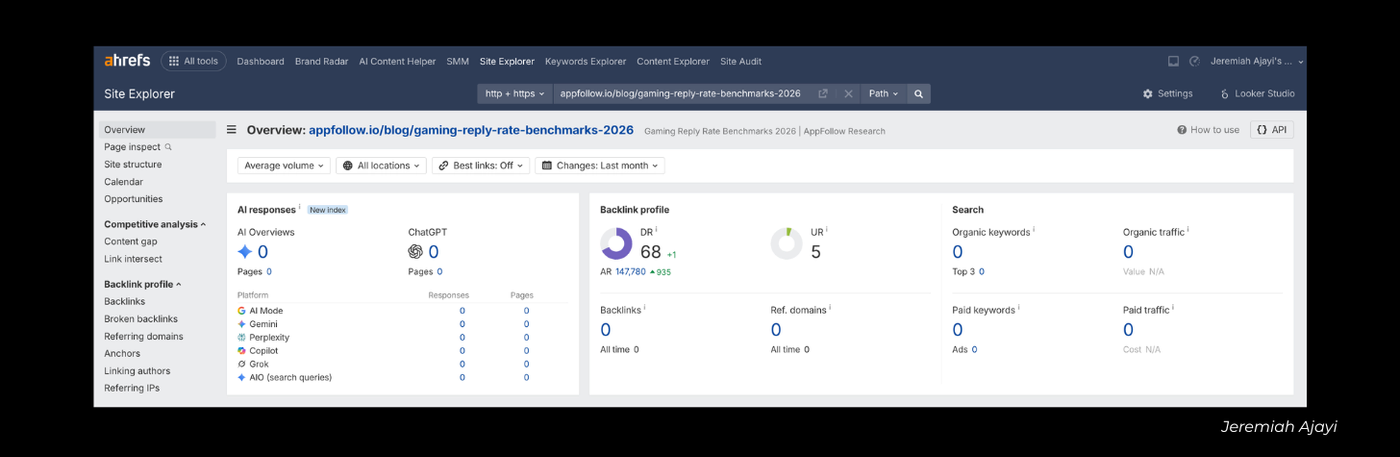 ahrefs All tools Dashboard Brand Radar AI Content Helper SMM Site Explorer Keywords Explorer Content Explorer Site Audit Jeremiah Ajayi's ...
Site Explorer http + https appfollow.io/blog/gaming-reply-rate-benchmarks-2026 Path Settings Looker Studio
Overview
Page inspect
Site structure
Calendar
Opportunities
Competitive analysis
Content gap
Link intersect
Backlink profile
Backlinks
Broken backlinks
Referring domains
Anchors
Linking authors
Referring IPs
Overview: appfollow.io/blog/gaming-reply-rate-benchmarks-2026 Gaming Reply Rate Benchmarks 2026 | AppFollow Research How to use {} API
Average volume All locations Best links: Off Changes: Last month
AI responses i New index
AI Overviews ChatGPT
0 0
Pages 0 Pages 0
Platform Responses Pages
AI Mode 0 0
Gemini 0 0
Perplexity 0 0
Copilot 0 0
Grok 0 0
AIO (search queries) 0 0
Backlink profile
DR i UR i
68 +1 5
AR 147,780 935
Backlinks i Ref. domains i
0 0
All time 0 All time 0
Search
Organic keywords i Organic traffic i
0 0
Top 3 0 Value N/A
Paid keywords i Paid traffic i
0 0
Ads 0 Cost N/A
Jeremiah Ajayi